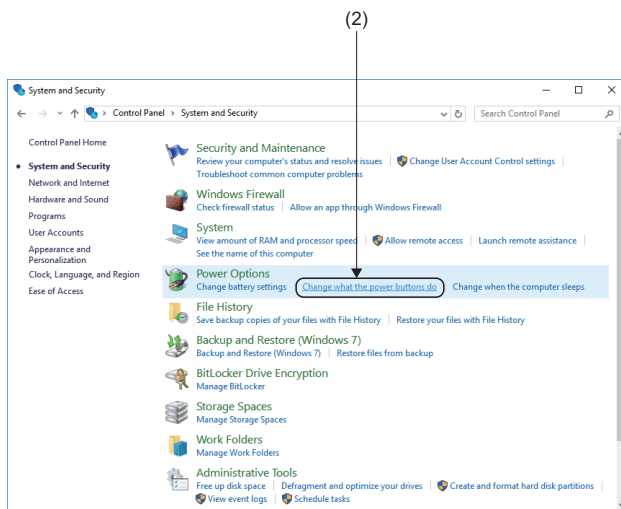 (2)
System and Security
Control Panel > System and Security
Search Control Panel
Control Panel Home
System and Security
Network and Internet
Hardware and Sound
Programs
User Accounts
Appearance and
Personalization
Clock, Language, and Region
Ease of Access
Security and Maintenance
Review your computer's status and resolve issues | Change User Account Control settings |
Troubleshoot common computer problems
Windows Firewall
Check firewall status | Allow an app through Windows Firewall
System
View amount of RAM and processor speed | Allow remote access | Launch remote assistance |
See the name of this computer
Power Options
Change battery settings Change what the power buttons do Change when the computer sleeps
File History
Save backup copies of your files with File History | Restore your files with File History
Backup and Restore (Windows 7)
Backup and Restore (Windows 7) | Restore files from backup
BitLocker Drive Encryption
Manage BitLocker
Storage Spaces
Manage Storage Spaces
Work Folders
Manage Work Folders
Administrative Tools
Free up disk space | Defragment and optimize your drives | Create and format hard disk partitions |
View event logs | Schedule tasks